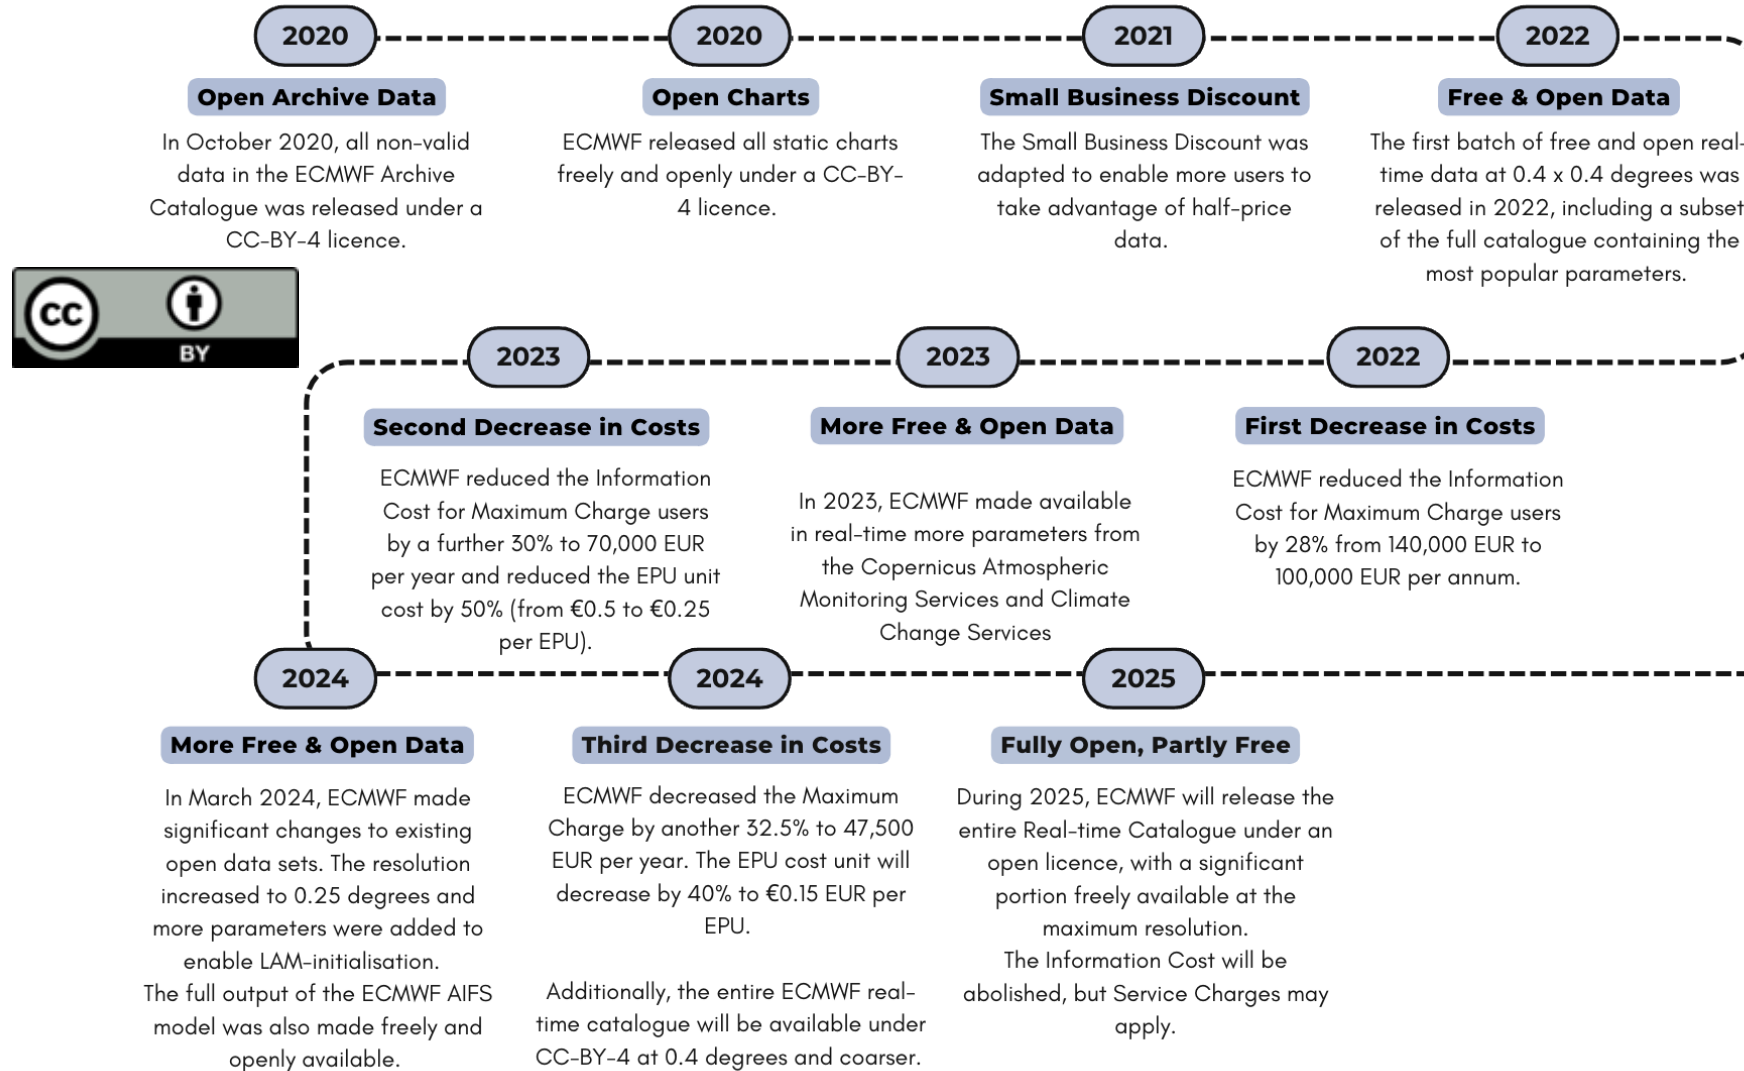 2020
Open Archive Data
In October 2020, all non-valid
data in the ECMWF Archive
Catalogue was released under a
CC-BY-4 licence.
2020
Open Charts
ECMWF released all static charts
freely and openly under a CC-BY-
4 licence.
2021
Small Business Discount
The Small Business Discount was
adapted to enable more users to
take advantage of half-price
data.
2022
Free & Open Data
The first batch of free and open real-
time data at 0.4 x 0.4 degrees was
released in 2022, including a subset
of the full catalogue containing the
most popular parameters.
CC
BY
2022
First Decrease in Costs
ECMWF reduced the Information
Cost for Maximum Charge users
by 28% from 140,000 EUR to
100,000 EUR per annum.
2023
More Free & Open Data
In 2023, ECMWF made available
in real-time more parameters from
the Copernicus Atmospheric
Monitoring Services and Climate
Change Services
2023
Second Decrease in Costs
ECMWF reduced the Information
Cost for Maximum Charge users
by a further 30% to 70,000 EUR
per year and reduced the EPU unit
cost by 50% (from €0.5 to €0.25
per EPU).
2024
More Free & Open Data
In March 2024, ECMWF made
significant changes to existing
open data sets. The resolution
increased to 0.25 degrees and
more parameters were added to
enable LAM-initialisation.
The full output of the ECMWF AIFS
model was also made freely and
openly available.
2024
Third Decrease in Costs
ECMWF decreased the Maximum
Charge by another 32.5% to 47,500
EUR per year. The EPU cost unit will
decrease by 40% to €0.15 EUR per
EPU.
Additionally, the entire ECMWF real-
time catalogue will be available under
CC-BY-4 at 0.4 degrees and coarser.
2025
Fully Open, Partly Free
During 2025, ECMWF will release the
entire Real-time Catalogue under an
open licence, with a significant
portion freely available at the
maximum resolution.
The Information Cost will be
abolished, but Service Charges may
apply.